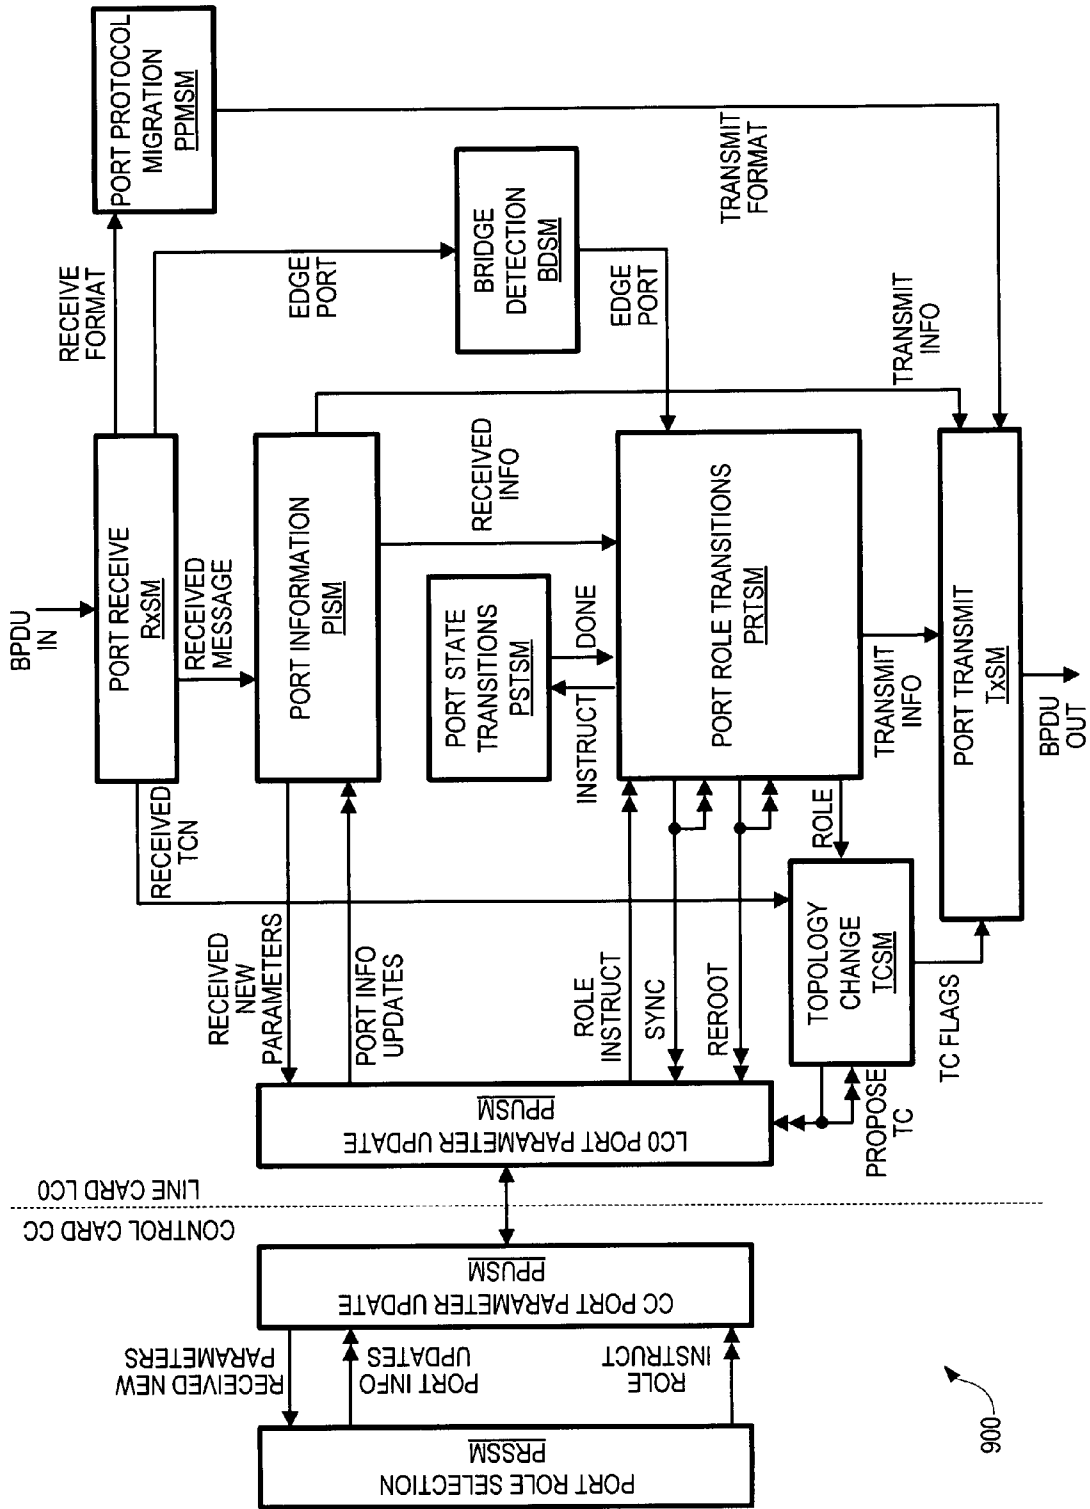 PORT PROTOCOL
MIGRATION
PPMSM
RECEIVE
FORMAT
TRANSMIT
FORMAT
EDGE
PORT
BRIDGE
DETECTION
BDSM
EDGE
PORT
TRANSMIT
INFO
BPDU
IN
PORT RECEIVE
RxSM
RECEIVED
MESSAGE
RECEIVED
TCN
PORT INFORMATION
PISM
RECEIVED
INFO
PORT STATE
TRANSITIONS
PSTSM
DONE
INSTRUCT
PORT ROLE TRANSITIONS
PRTSM
TRANSMIT
INFO
PORT TRANSMIT
TxSM
BPDU
OUT
RECEIVED
NEW
PARAMETERS
PORT INFO
UPDATES
ROLE
INSTRUCT
SYNC
REROOT
ROLE
TOPOLOGY
CHANGE
TCSM
TC FLAGS
PROPOSE
TC
LC0 PORT PARAMETER UPDATE
PPUSM
LINE CARD LC0
CONTROL CARD CC
CC PORT PARAMETER UPDATE
PPUSM
RECEIVED NEW
PARAMETERS
PORT INFO
UPDATES
ROLE
INSTRUCT
PORT ROLE SELECTION
PRSSM
900